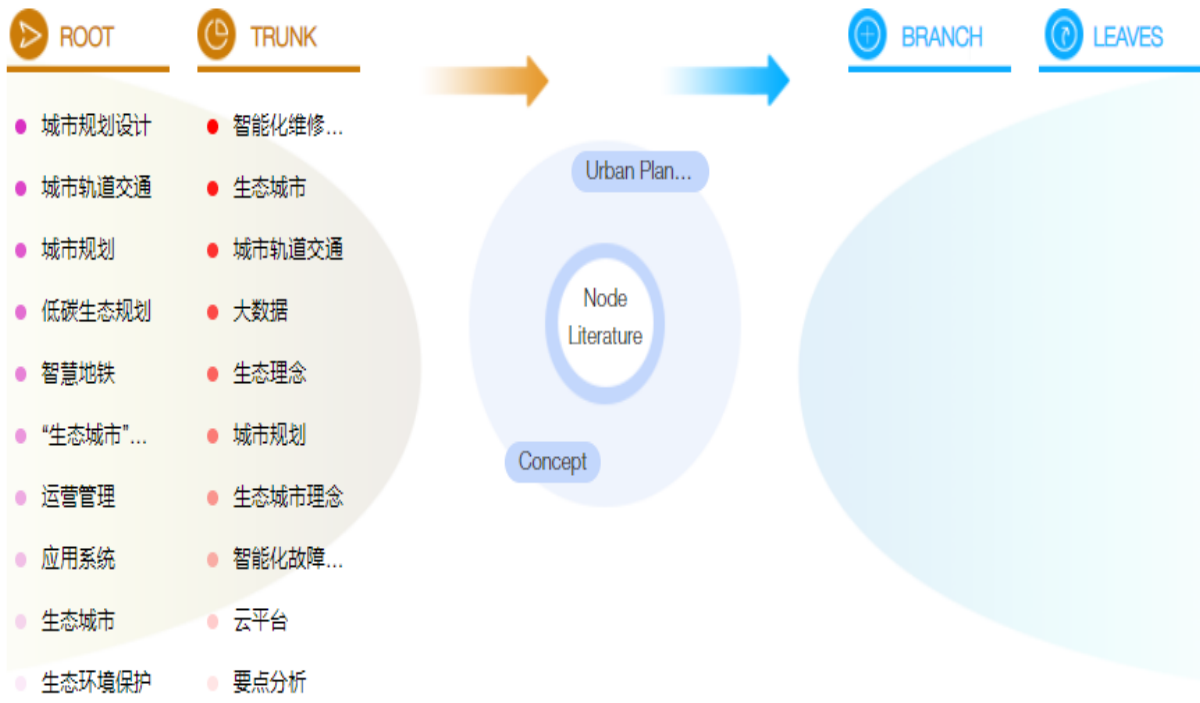 ROOT
TRUNK
BRANCH
LEAVES
城市规划设计
智能化维修...
城市轨道交通
生态城市
城市规划
城市轨道交通
低碳生态规划
大数据
智慧地铁
生态理念
“生态城市”...
城市规划
运营管理
生态城市理念
应用系统
智能化故障...
生态城市
云平台
生态环境保护
要点分析
Urban Plan...
Node
Literature
Concept